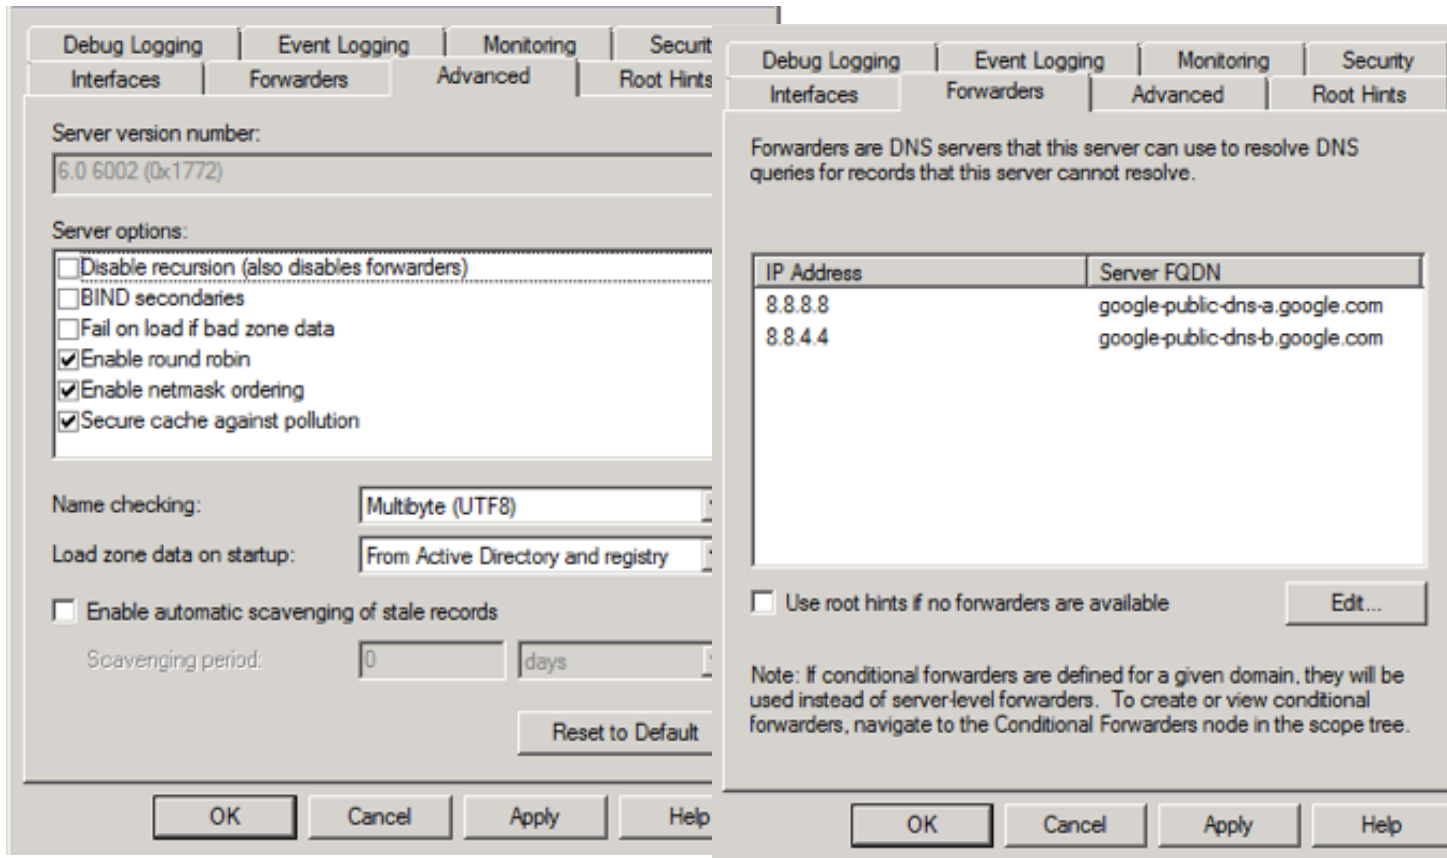 Debug Logging Event Logging Monitoring Securit
Interfaces Forwarders Advanced Root Hints
Server version number:
6.0 6002 (0x1772)
Server options:
Disable recursion (also disables forwarders)
BIND secondaries
Fail on load if bad zone data
Enable round robin
Enable netmask ordering
Secure cache against pollution
Name checking: Multibyte (UTF8)
Load zone data on startup: From Active Directory and registry
Enable automatic scavenging of stale records
Scavenging period: 0 days
Reset to Default
OK Cancel Apply Help
Debug Logging Event Logging Monitoring Security
Interfaces Forwarders Advanced Root Hints
Forwarders are DNS servers that this server can use to resolve DNS
queries for records that this server cannot resolve.
IP Address Server FQDN
8.8.8.8 google-public-dns-a.google.com
8.8.4.4 google-public-dns-b.google.com
Use root hints if no forwarders are available Edit...
Note: If conditional forwarders are defined for a given domain, they will be
used instead of server-level forwarders. To create or view conditional
forwarders, navigate to the Conditional Forwarders node in the scope tree.
OK Cancel Apply Help